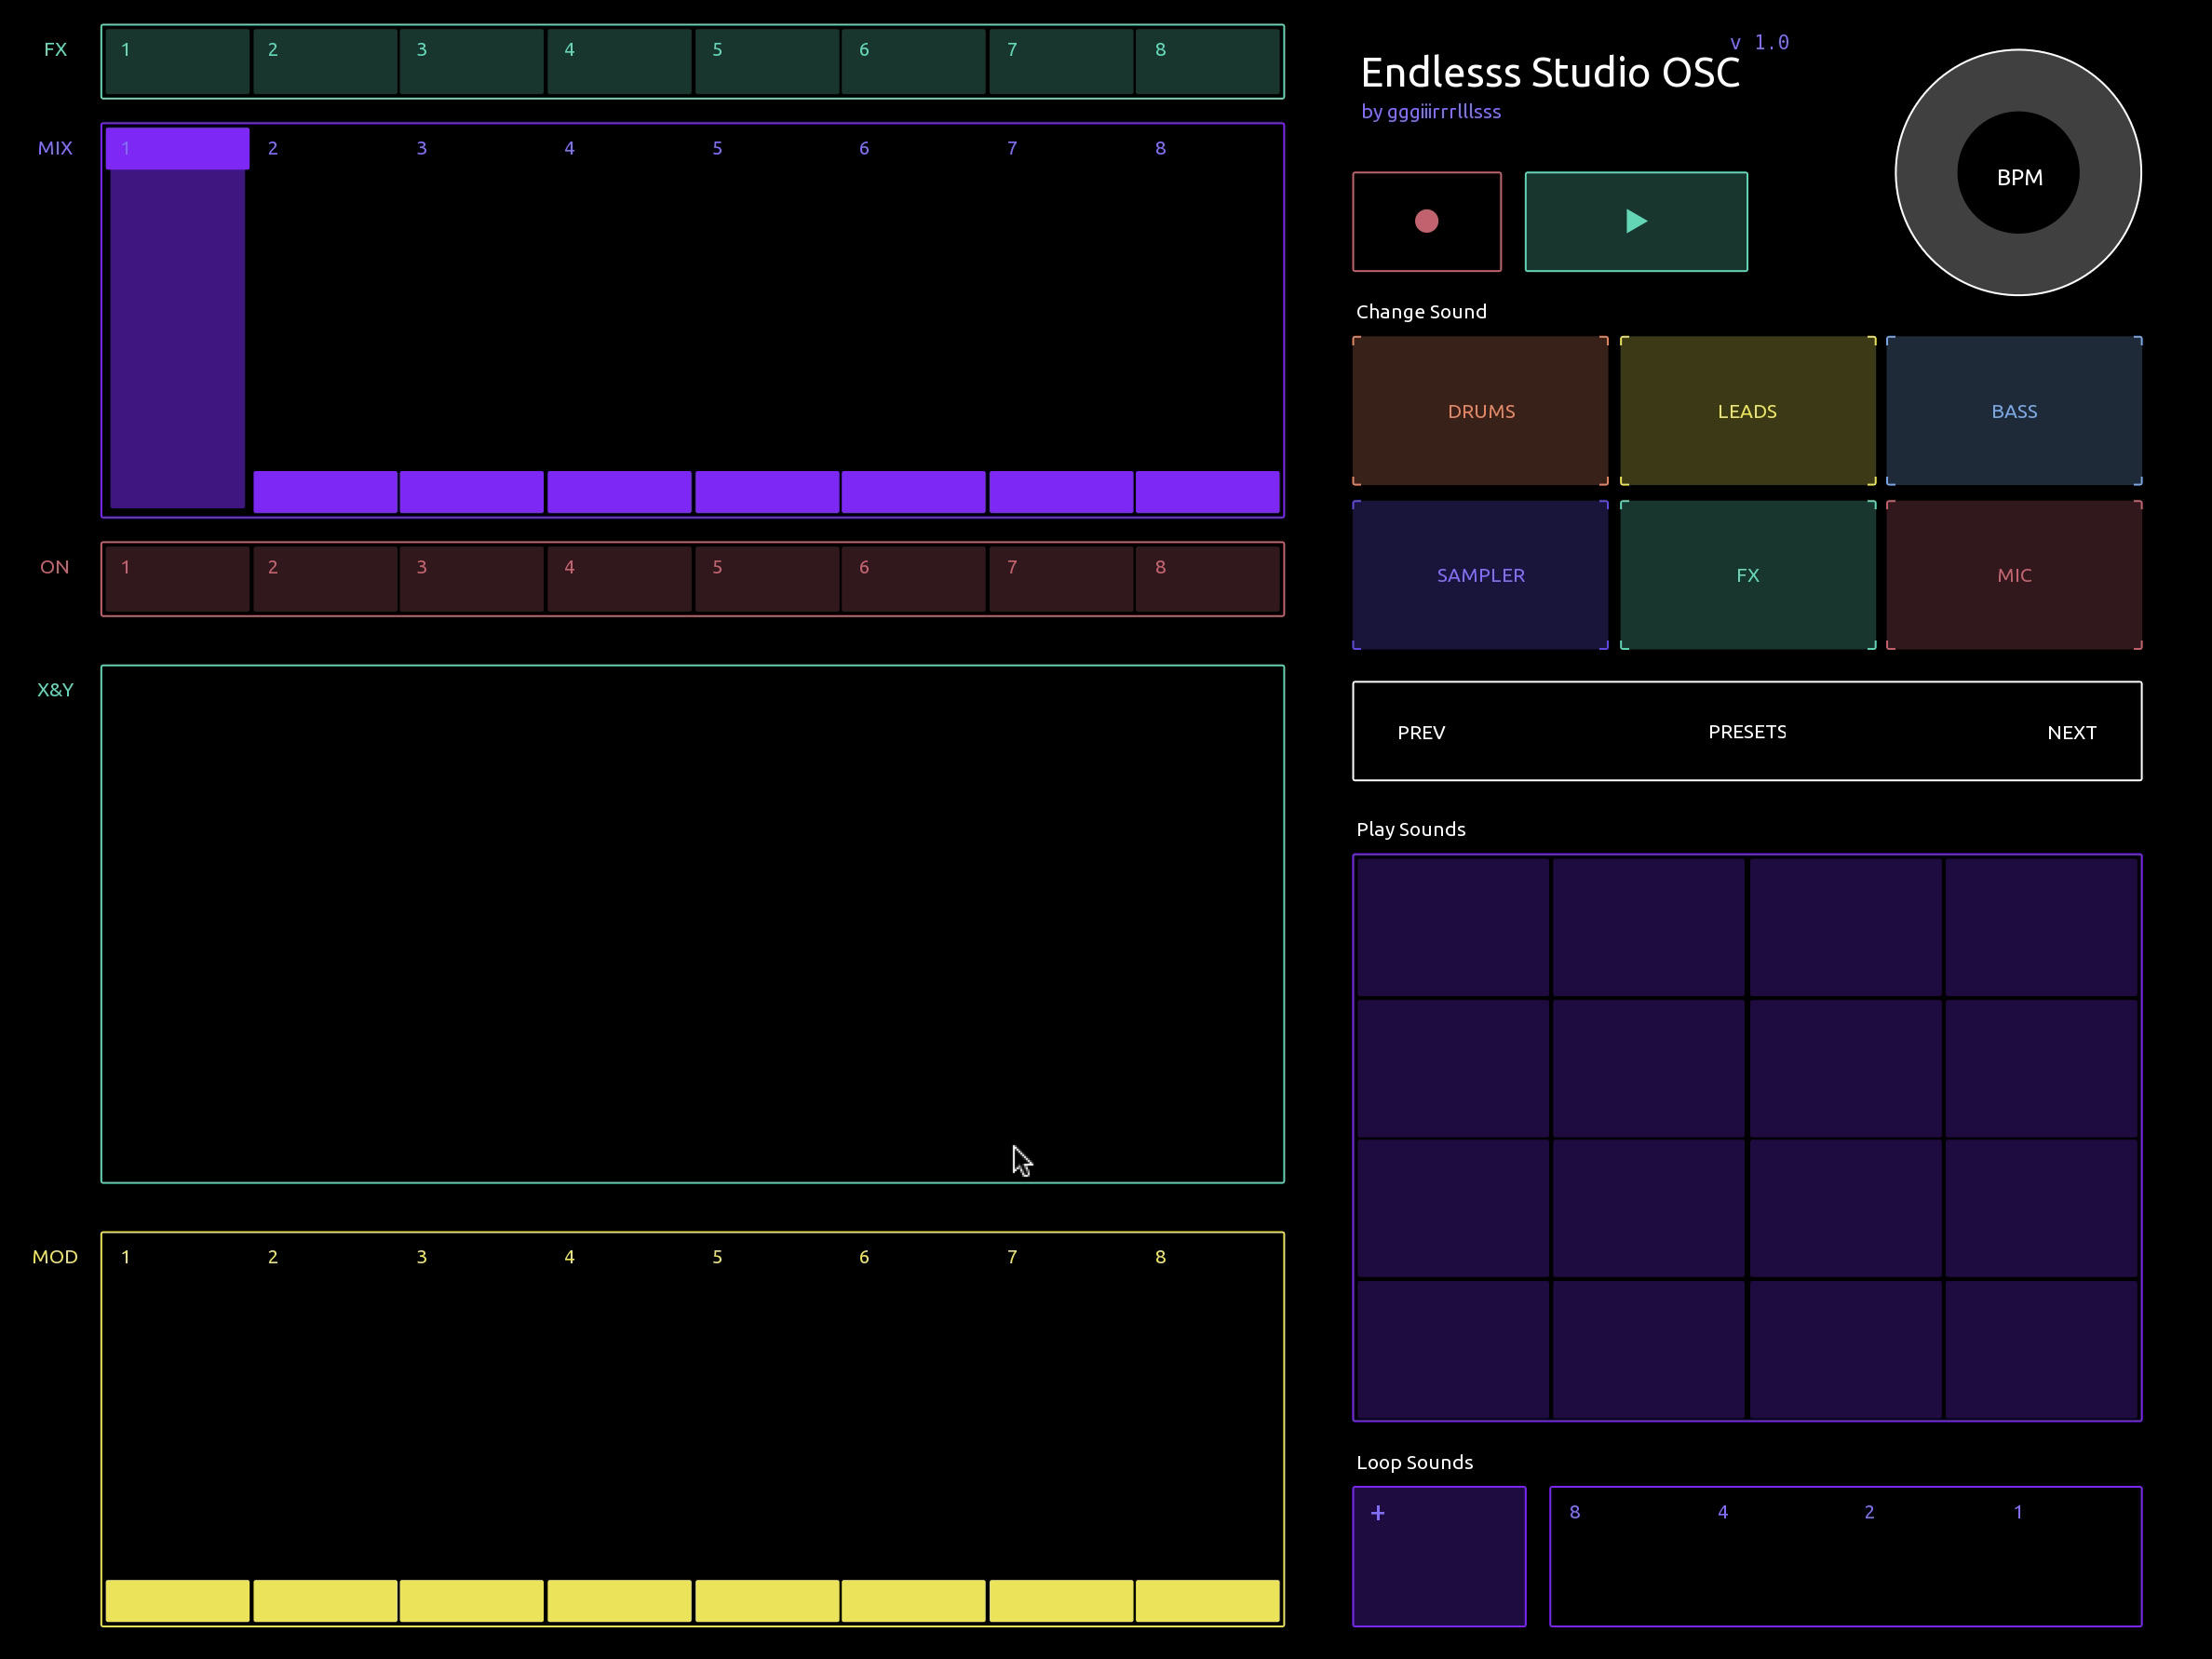 FX
1 2 3 4 5 6 7 8
MIX
1 2 3 4 5 6 7 8
ON
1 2 3 4 5 6 7 8
X&Y
MOD
1 2 3 4 5 6 7 8
v 1.0
Endlesss Studio OSC
by gggiiirrrlllsss
BPM
Change Sound
DRUMS LEADS BASS
SAMPLER FX MIC
PREV PRESETS NEXT
Play Sounds
Loop Sounds
+ 8 4 2 1